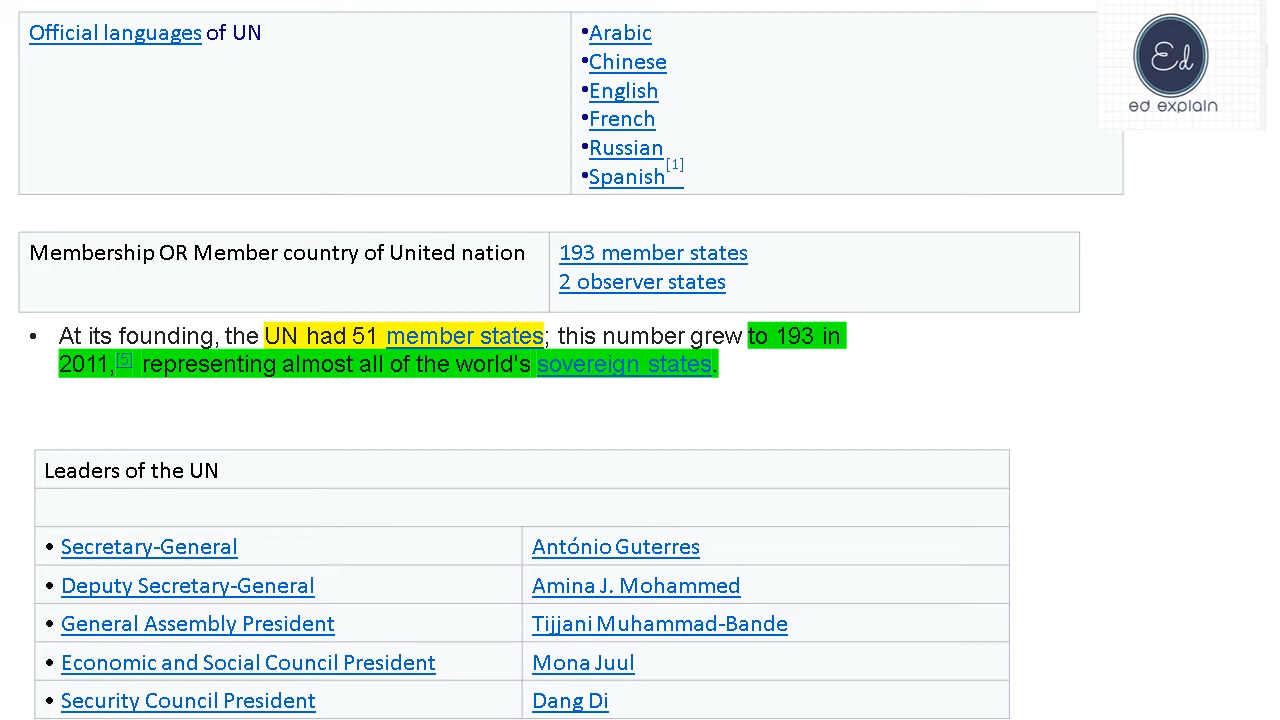 Official languages of UN
•Arabic
•Chinese
•English
•French
•Russian
•Spanish[1]
Ed
ed explain
Membership OR Member country of United nation
193 member states
2 observer states
• At its founding, the UN had 51 member states; this number grew to 193 in
2011,[5] representing almost all of the world's sovereign states.
Leaders of the UN
• Secretary-General António Guterres
• Deputy Secretary-General Amina J. Mohammed
• General Assembly President Tijjani Muhammad-Bande
• Economic and Social Council President Mona Juul
• Security Council President Dang Di